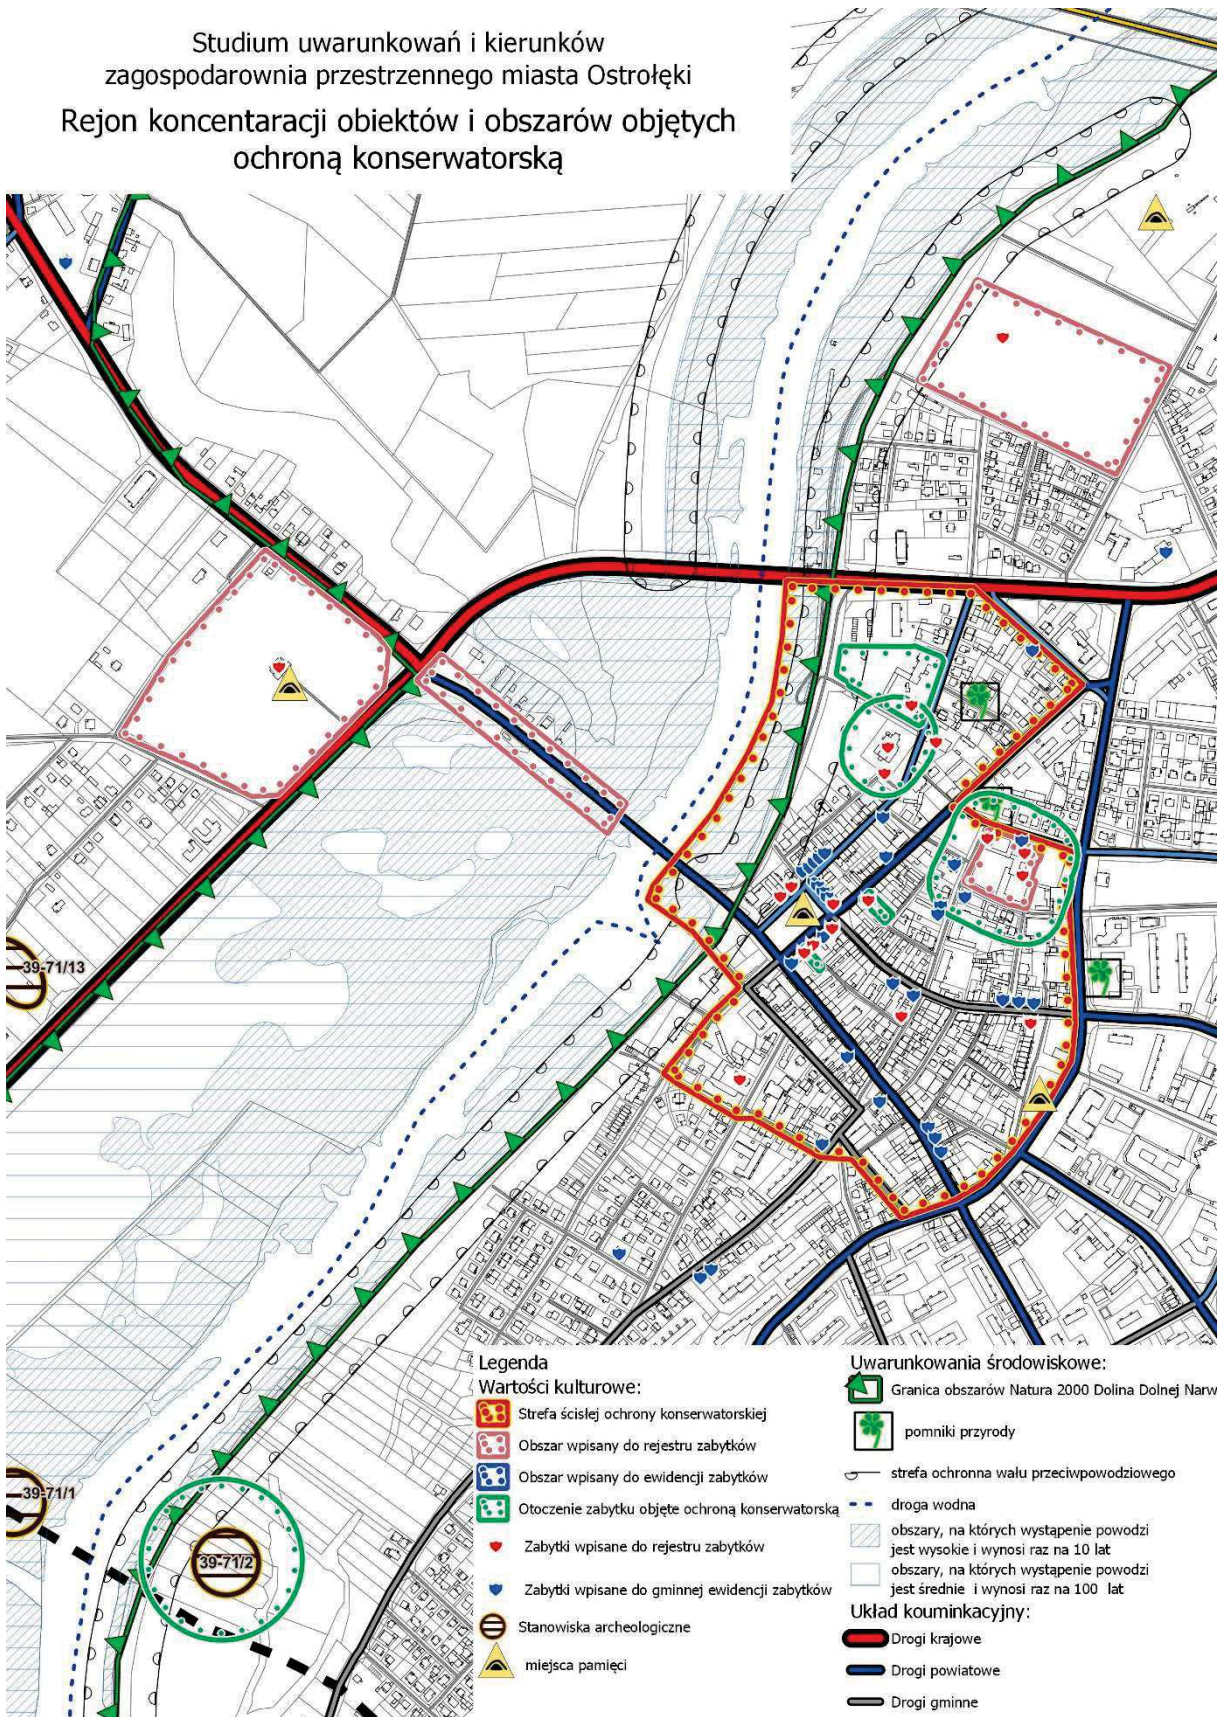 Studium uwarunkowań i kierunków
zagospodarownia przestrzennego miasta Ostrołęki
Rejon koncentaracji obiektów i obszarów objętych
ochroną konserwatorską
39-71/13
39-71/1
39-71/2
Legenda
Wartości kulturowe:
Strefa ścisłej ochrony konserwatorskiej
Obszar wpisany do rejestru zabytków
Obszar wpisany do ewidencji zabytków
Otoczenie zabytku objęte ochroną konserwatorską
Zabytki wpisane do rejestru zabytków
Zabytki wpisane do gminnej ewidencji zabytków
Stanowiska archeologiczne
miejsca pamięci
Uwarunkowania środowiskowe:
Granica obszarów Natura 2000 Dolina Dolnej Narw
pomniki przyrody
strefa ochronna wału przeciwpowodziowego
droga wodna
obszary, na których wystąpenie powodzi
jest wysokie i wynosi raz na 10 lat
obszary, na których wystąpenie powodzi
jest średnie i wynosi raz na 100 lat
Układ kouminkacyjny:
Drogi krajowe
Drogi powiatowe
Drogi gminne